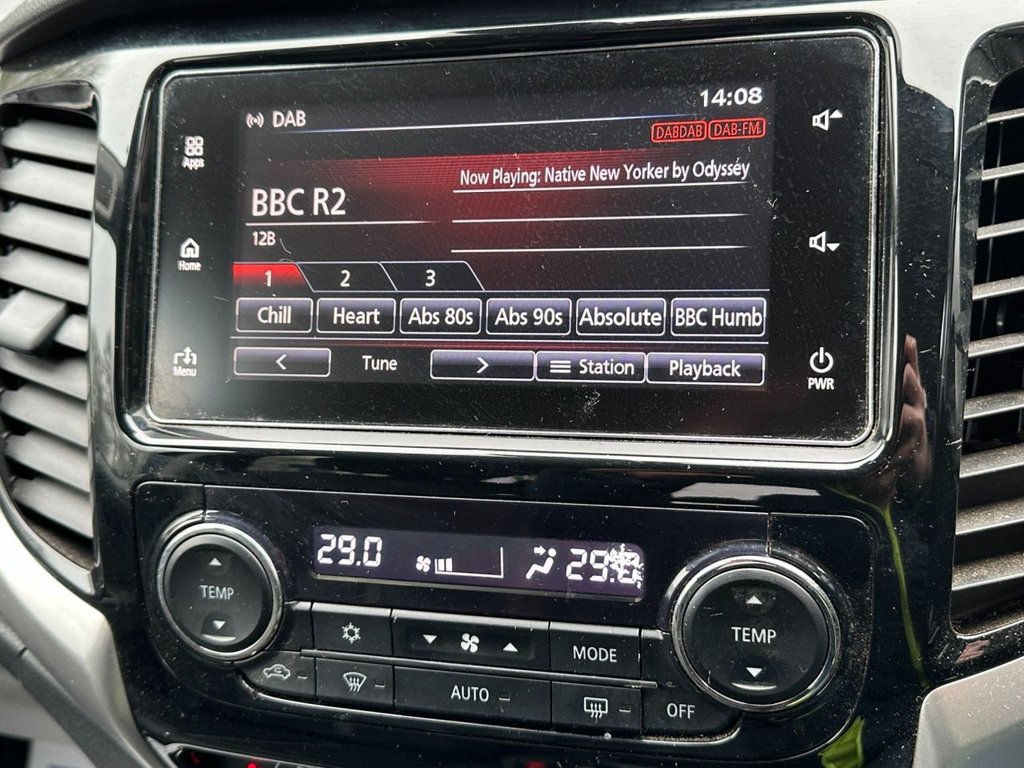 14:08
DAB
DABDAB DAB-FM
Apps
Now Playing: Native New Yorker by Odyssey
BBC R2
12B
Home
1 2 3
Chill Heart Abs 80s Abs 90s Absolute BBC Humb
Menu
< Tune > Station Playback
PWR
29.0 29.0
TEMP
TEMP
MODE
AUTO
OFF